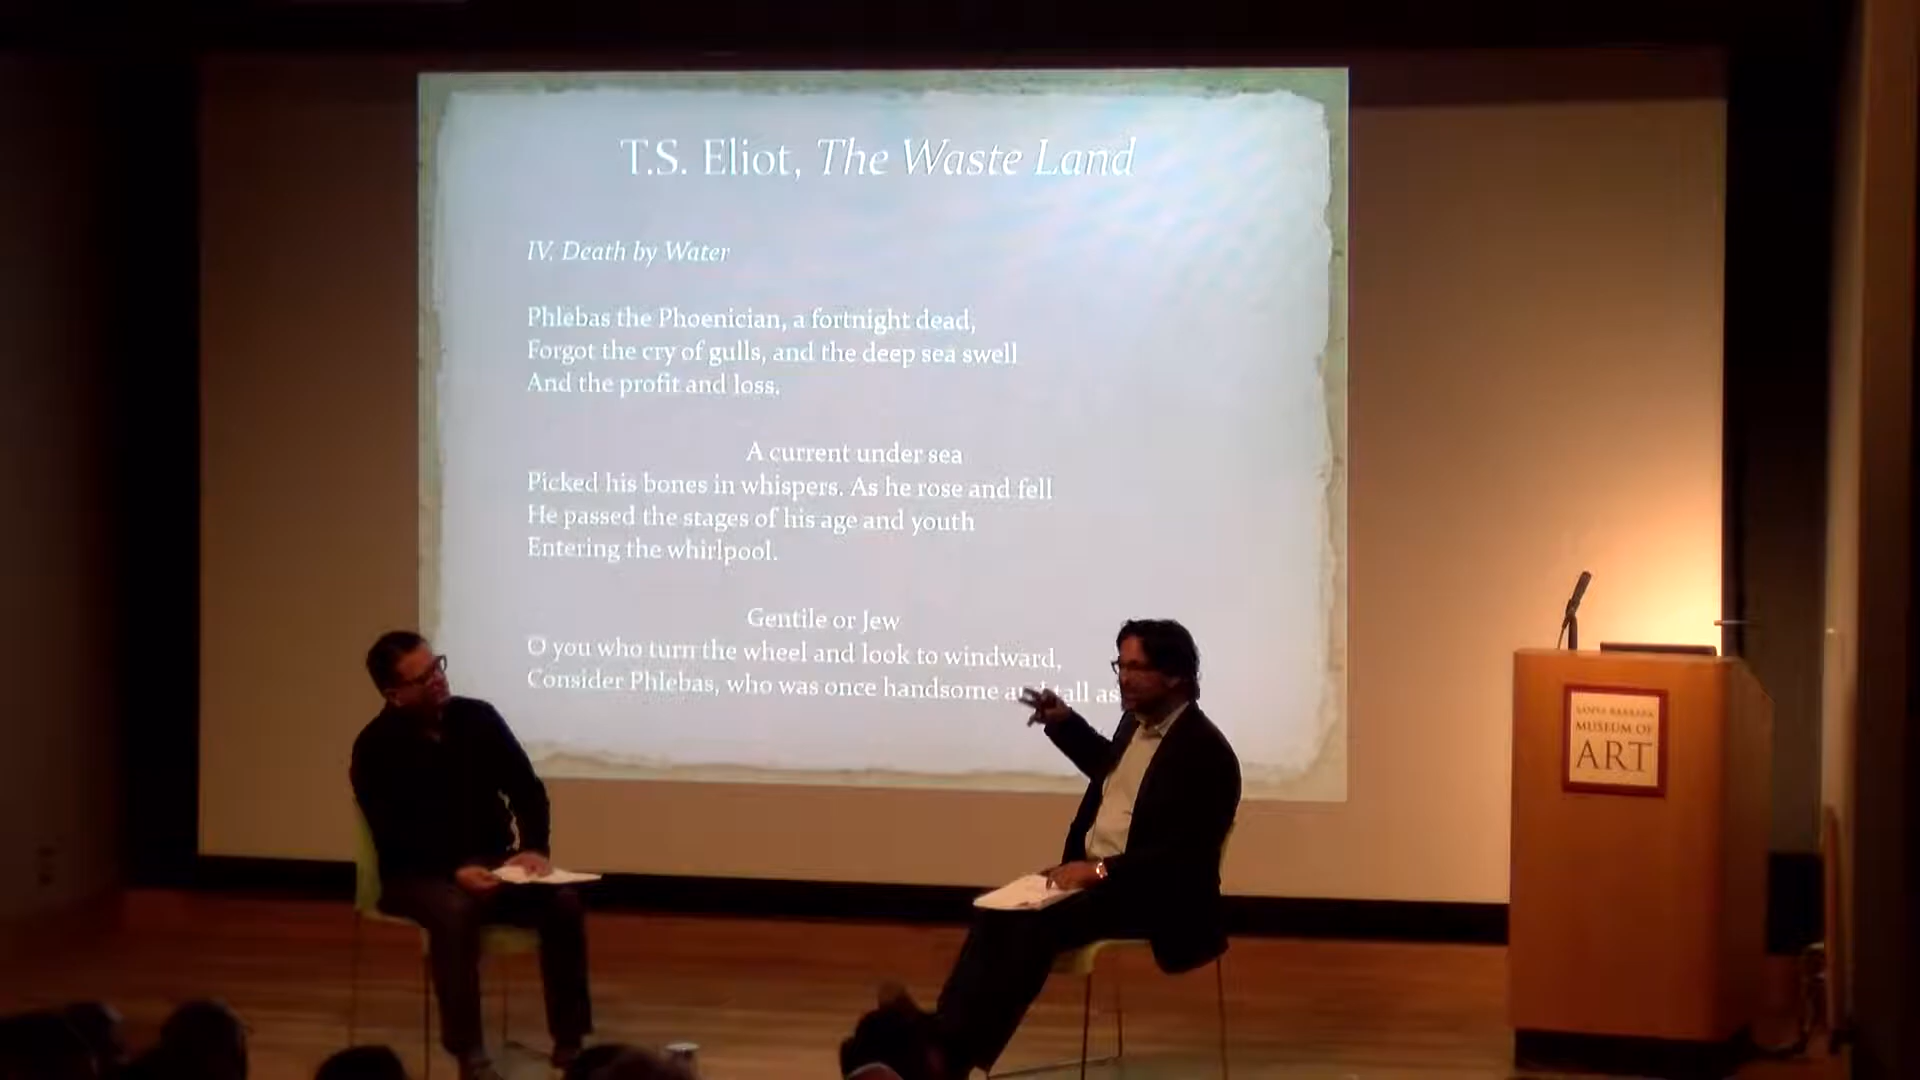 T.S. Eliot, The Waste Land
IV. Death by Water
Phlebas the Phoenician, a fortnight dead,
Forgot the cry of gulls, and the deep sea swell
And the profit and loss.
A current under sea
Picked his bones in whispers. As he rose and fell
He passed the stages of his age and youth
Entering the whirlpool.
Gentile or Jew
O you who turn the wheel and look to windward,
Consider Phlebas, who was once handsome and tall as
SANTA BARBARA
MUSEUM OF
ART